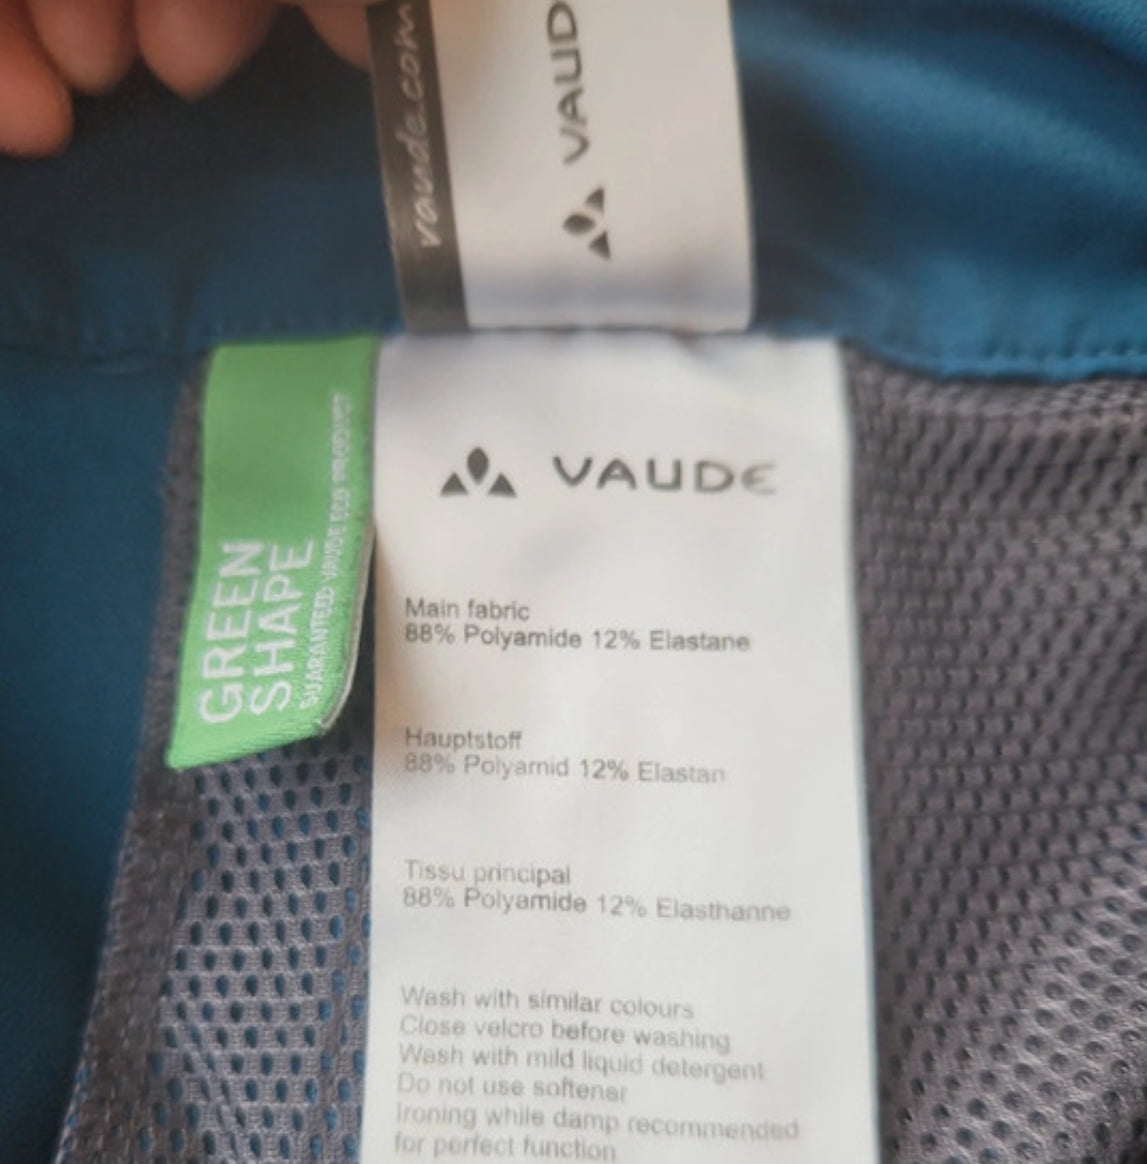 vaude.com
VAUD
GREEN
SHAPE
GUARANTEED VAUDE ECO PRODUCT
VAUDE
Main fabric
88% Polyamide 12% Elastane
Hauptstoff
88% Polyamid 12% Elastan
Tissu principal
88% Polyamide 12% Elasthanne
Wash with similar colours
Close velcro before washing
Wash with mild liquid detergent
Do not use softener
Ironing while damp recommended
for perfect function